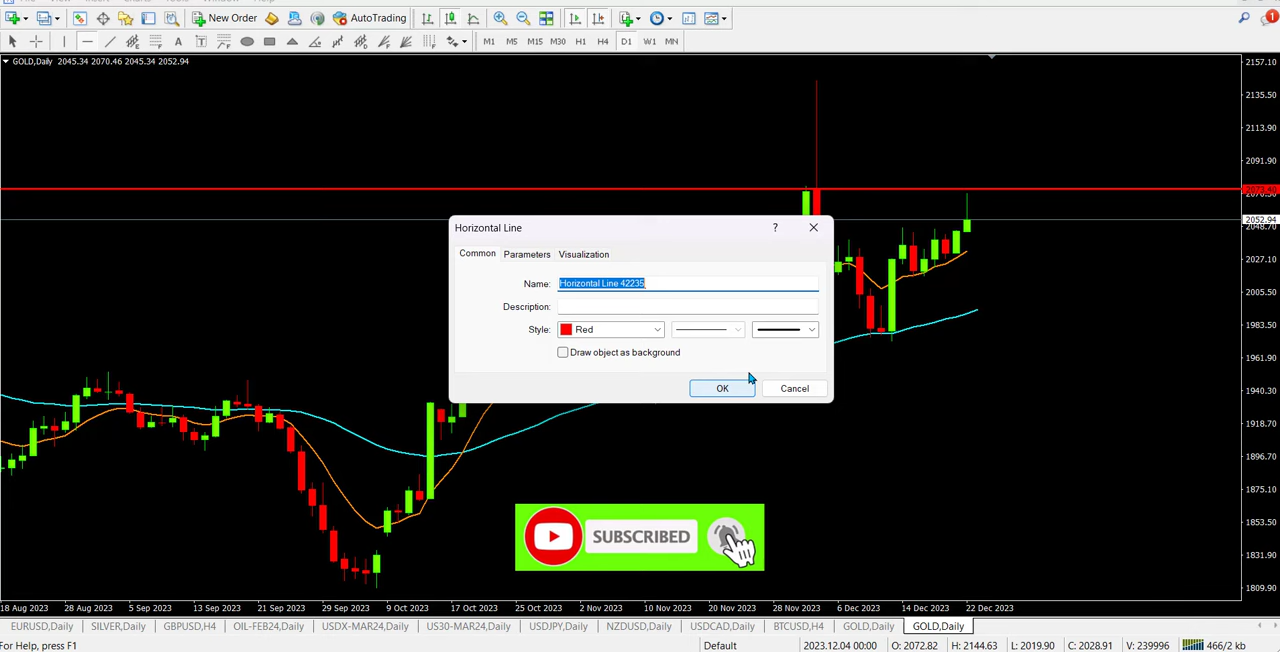 New Order
AutoTrading
1
A
T
M1 M5 M15 M30 H1 H4 D1 W1 MN
GOLD,Daily 2045.34 2070.46 2045.34 2052.94
2157.10
2135.50
2113.90
2091.90
2052.94
2048.70
2027.10
2005.50
1983.50
1961.90
1940.30
1918.70
1896.70
1875.10
1853.50
1831.90
1809.90
Horizontal Line
?
Common Parameters Visualization
Name: Horizontal Line 42235
Description:
Style: Red
Draw object as background
OK Cancel
SUBSCRIBED
18 Aug 2023 28 Aug 2023 5 Sep 2023 13 Sep 2023 21 Sep 2023 29 Sep 2023 9 Oct 2023 17 Oct 2023 25 Oct 2023 2 Nov 2023 10 Nov 2023 20 Nov 2023 28 Nov 2023 6 Dec 2023 14 Dec 2023 22 Dec 2023
EURUSD,Daily SILVER,Daily GBPUSD,H4 OIL-FEB24,Daily USDX-MAR24,Daily US30-MAR24,Daily USDJPY,Daily NZDUSD,Daily USDCAD,Daily BTCUSD,H4 GOLD,Daily GOLD,Daily
For Help, press F1
Default
2023.12.04 00:00 O: 2072.82 H: 2144.63 L: 2019.90 C: 2028.91 V: 239996 466/2 kb